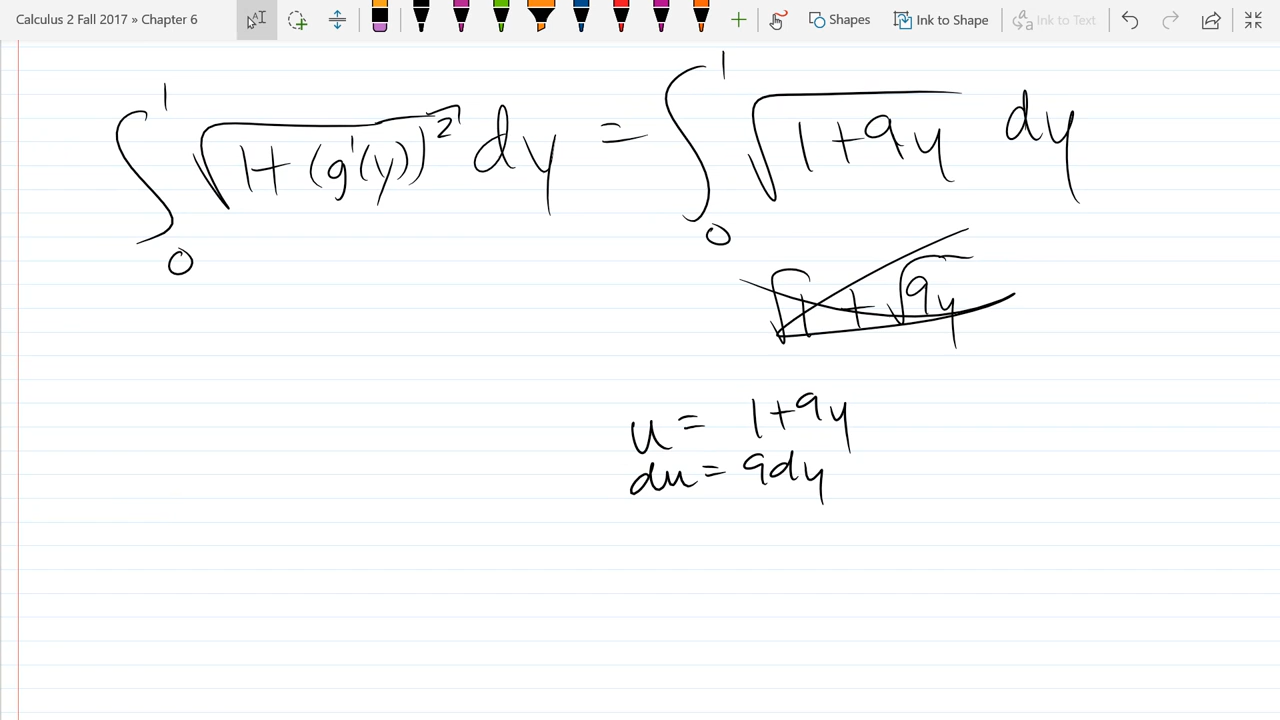 Calculus 2 Fall 2017 » Chapter 6
Shapes
Ink to Shape
Ink to Text
∫₀¹ √(1+(g'(y))²) dy = ∫₀¹ √(1+9y) dy
√1 + √9y
u = 1+9y
du = 9dy